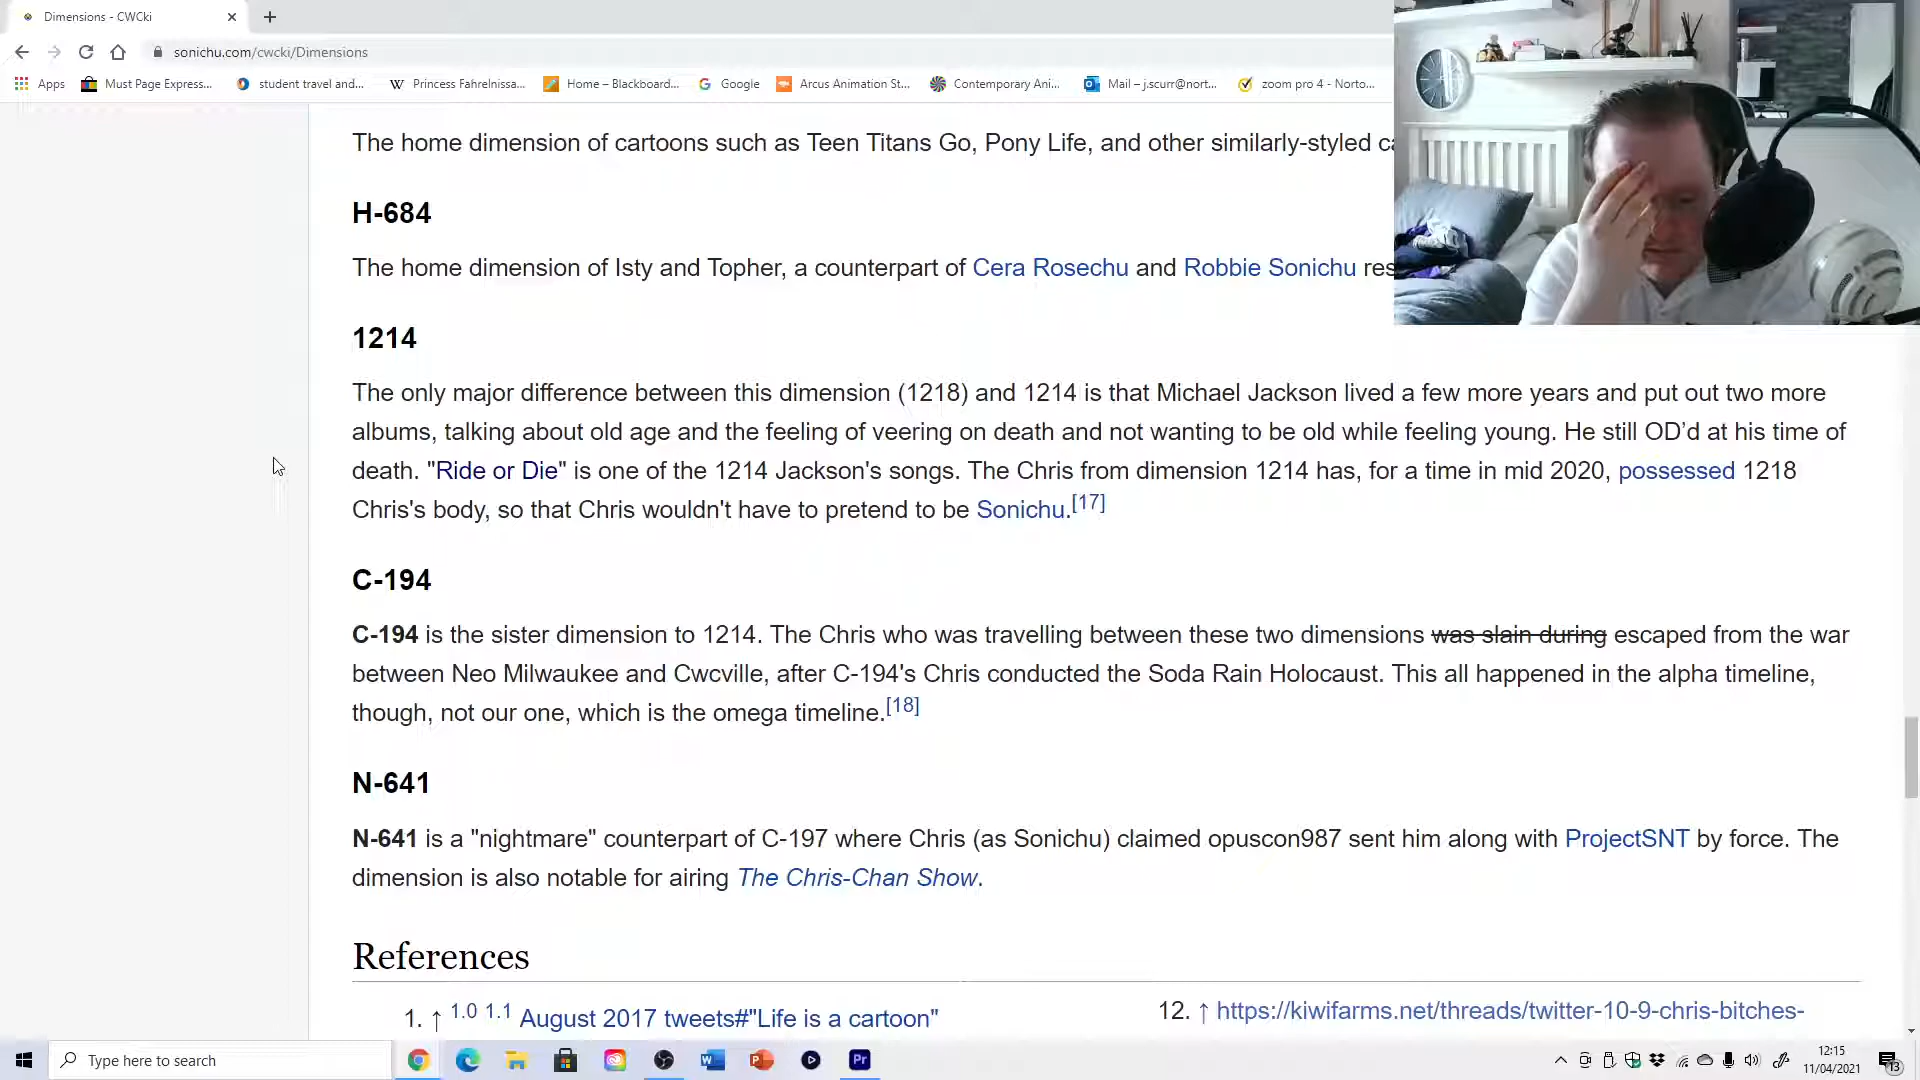 Dimensions - CWCki
sonichu.com/cwcki/Dimensions
Apps
Must Page Express...
student travel and...
Princess Fahrelnissa...
Home – Blackboard...
Google
Arcus Animation St...
Contemporary Ani...
Mail – j.scurr@nort...
zoom pro 4 - Norto...
The home dimension of cartoons such as Teen Titans Go, Pony Life, and other similarly-styled ca
H-684
The home dimension of Isty and Topher, a counterpart of Cera Rosechu and Robbie Sonichu res
1214
The only major difference between this dimension (1218) and 1214 is that Michael Jackson lived a few more years and put out two more
albums, talking about old age and the feeling of veering on death and not wanting to be old while feeling young. He still OD'd at his time of
death. "Ride or Die" is one of the 1214 Jackson's songs. The Chris from dimension 1214 has, for a time in mid 2020, possessed 1218
Chris's body, so that Chris wouldn't have to pretend to be Sonichu.[17]
C-194
C-194 is the sister dimension to 1214. The Chris who was travelling between these two dimensions was slain during escaped from the war
between Neo Milwaukee and Cwcville, after C-194's Chris conducted the Soda Rain Holocaust. This all happened in the alpha timeline,
though, not our one, which is the omega timeline.[18]
N-641
N-641 is a "nightmare" counterpart of C-197 where Chris (as Sonichu) claimed opuscon987 sent him along with ProjectSNT by force. The
dimension is also notable for airing The Chris-Chan Show.
References
1. ↑ 1.0 1.1 August 2017 tweets#"Life is a cartoon"
12. ↑ https://kiwifarms.net/threads/twitter-10-9-chris-bitches-
Type here to search
12:15
11/04/2021
13